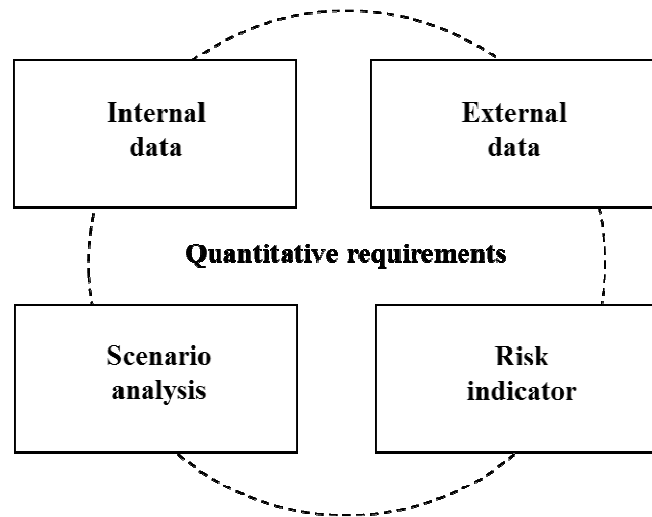 Internal
data
External
data
Quantitative requirements
Scenario
analysis
Risk
indicator